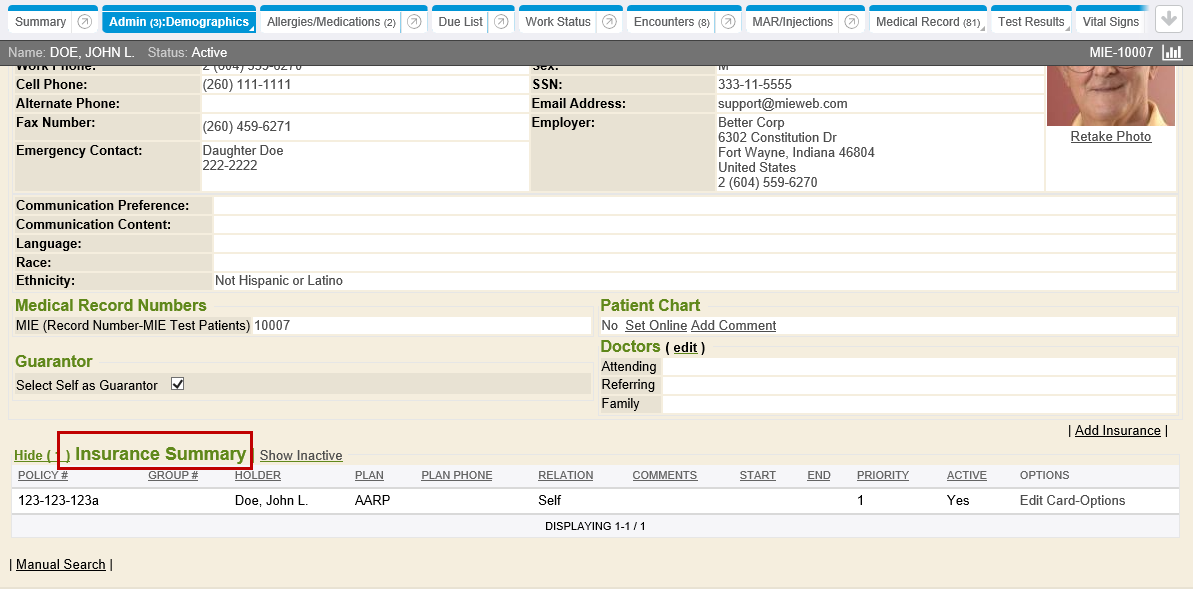 Summary Admin (3):Demographics Allergies/Medications (2) Due List Work Status Encounters (8) MAR/Injections Medical Record (81) Test Results Vital Signs
Name: DOE, JOHN L. Status: Active MIE-10007
Work Phone: 2 (604) 559-6270 Sex: M
Cell Phone: (260) 111-1111 SSN: 333-11-5555
Alternate Phone: Email Address: support@mieweb.com
Fax Number: (260) 459-6271 Employer: Better Corp
6302 Constitution Dr
Emergency Contact: Daughter Doe Fort Wayne, Indiana 46804
222-2222 United States
2 (604) 559-6270
Retake Photo
Communication Preference:
Communication Content:
Language:
Race:
Ethnicity: Not Hispanic or Latino
Medical Record Numbers
MIE (Record Number-MIE Test Patients) 10007
Guarantor
Select Self as Guarantor
Patient Chart
No Set Online Add Comment
Doctors ( edit )
Attending
Referring
Family
| Add Insurance |
Hide ( 1 ) Insurance Summary Show Inactive
POLICY # GROUP # HOLDER PLAN PLAN PHONE RELATION COMMENTS START END PRIORITY ACTIVE OPTIONS
123-123-123a Doe, John L. AARP Self 1 Yes Edit Card-Options
DISPLAYING 1-1 / 1
| Manual Search |